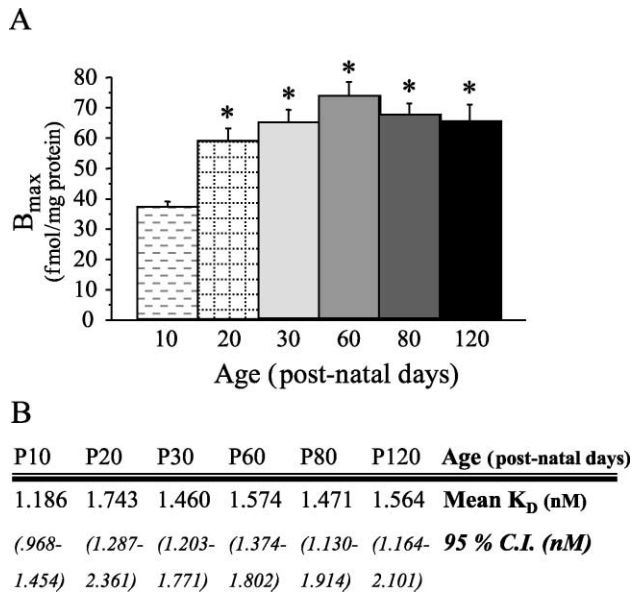 A
* * * * *
80
70
60
50
40
30
20
10
0
B_max
(fmol/mg protein)
10 20 30 60 80 120
Age (post-natal days)
B
P10 P20 P30 P60 P80 P120 Age (post-natal days)
1.186 1.743 1.460 1.574 1.471 1.564 Mean K_D (nM)
(.968- (1.287- (1.203- (1.374- (1.130- (1.164- 95 % C.I. (nM)
1.454) 2.361) 1.771) 1.802) 1.914) 2.101)